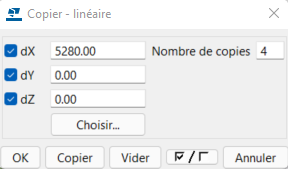 Copier - linéaire
dX 5280.00 Nombre de copies 4
dY 0.00
dZ 0.00
Choisir...
OK Copier Vider / Annuler